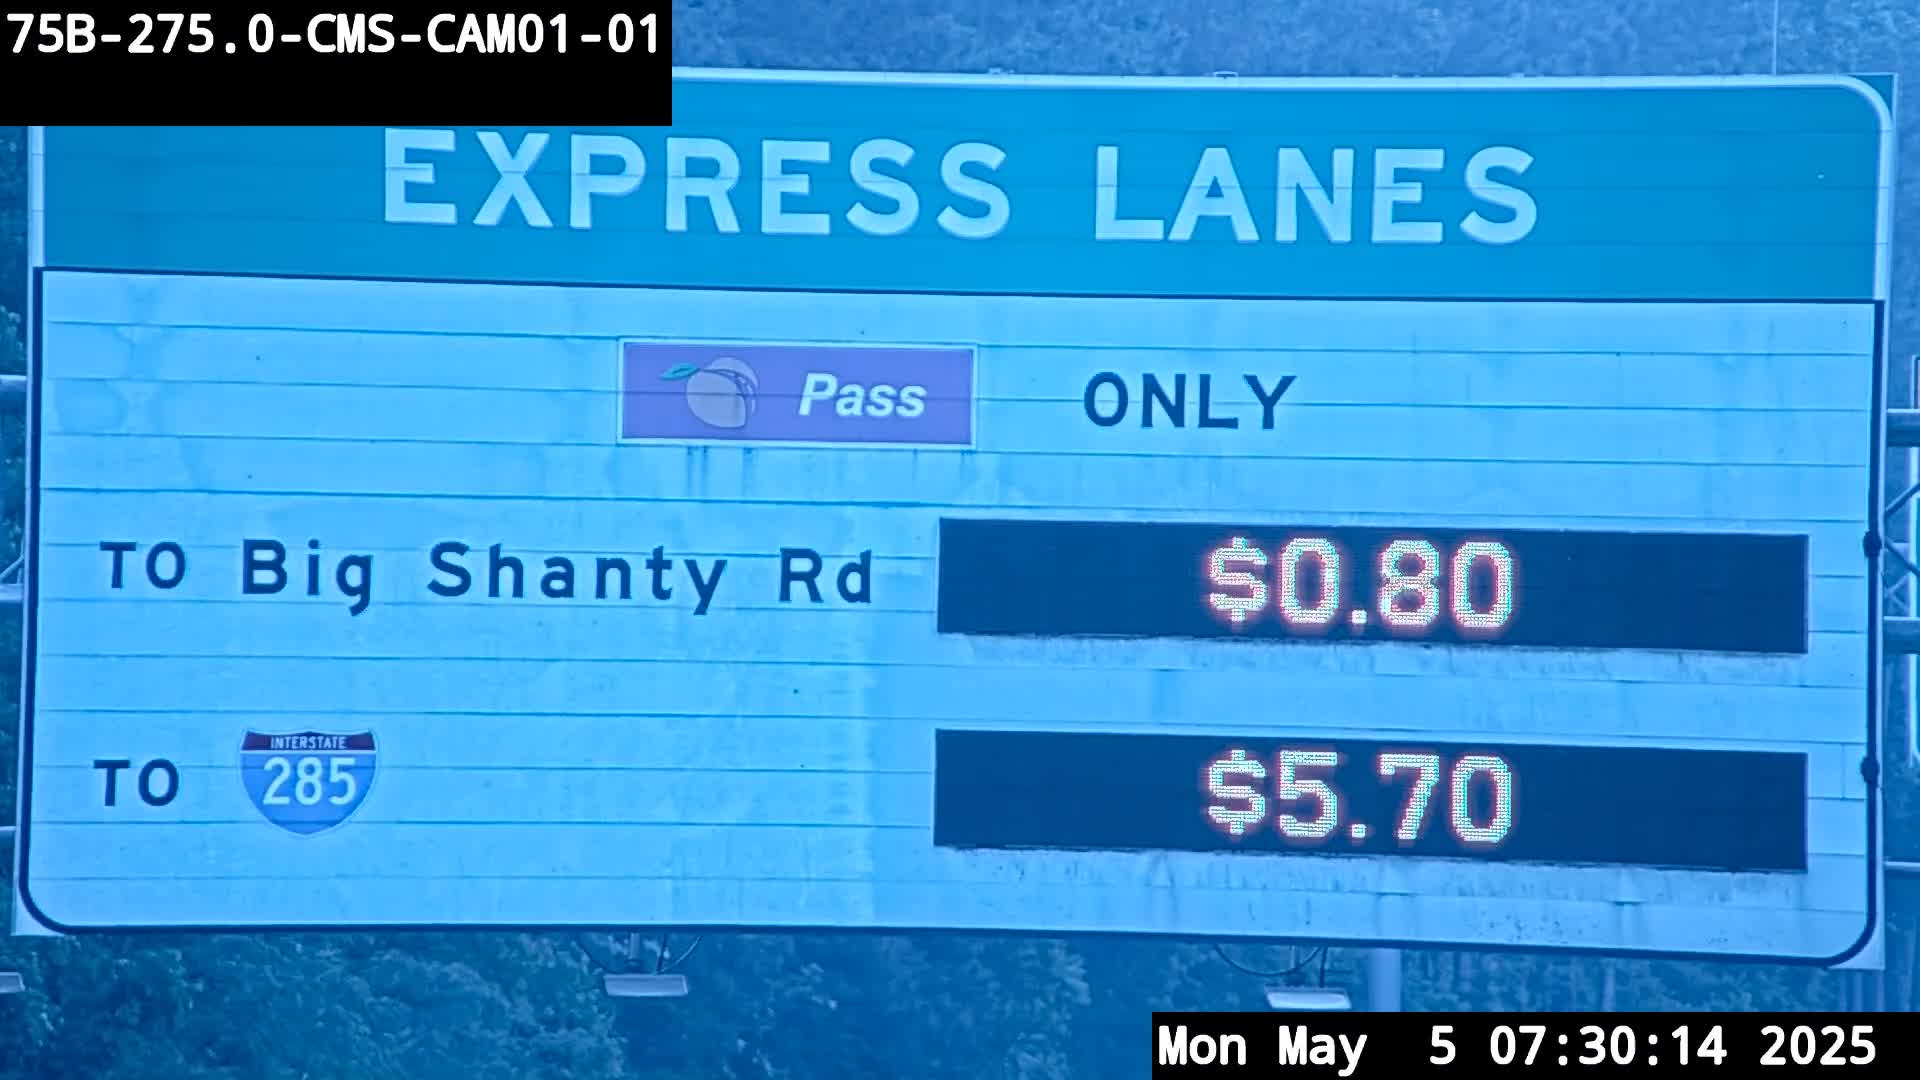 75B-275.0-CMS-CAM01-01
EXPRESS LANES
Pass ONLY
TO Big Shanty Rd $0.80
INTERSTATE
TO 285 $5.70
Mon May 5 07:30:14 2025